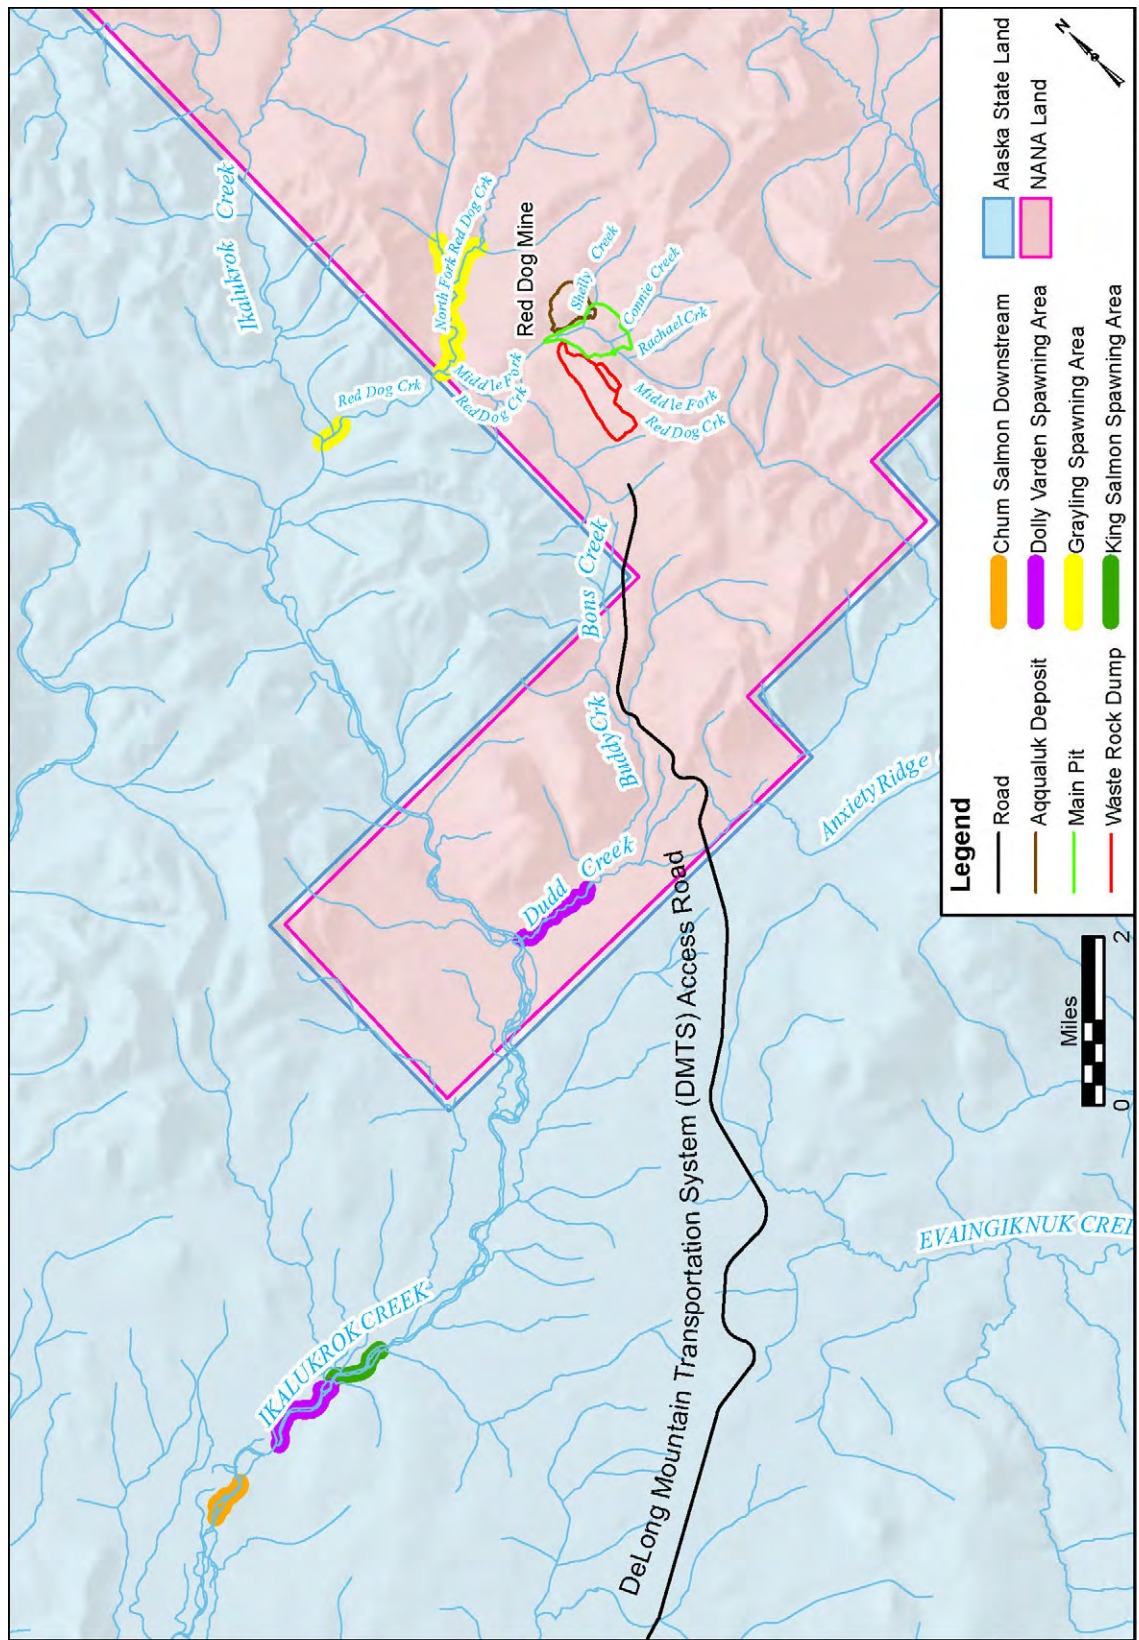 Ikalukrok Creek
Red Dog Crk
North Fork Red Dog Crk
Middle Fork
Red Dog Crk
Red Dog Mine
Shelly Creek
Connie Creek
Rachael Crk
Middle Fork
Red Dog Crk
Bons Creek
Buddy Crk
Dudd Creek
Anxiety Ridge
IKALUKROK CREEK
DeLong Mountain Transportation System (DMTS) Access Road
EVAINGIKNUK CREE
N
Legend
Road
Aqqualuk Deposit
Main Pit
Waste Rock Dump
Chum Salmon Downstream
Dolly Varden Spawning Area
Grayling Spawning Area
King Salmon Spawning Area
Alaska State Land
NANA Land
Miles
0 2